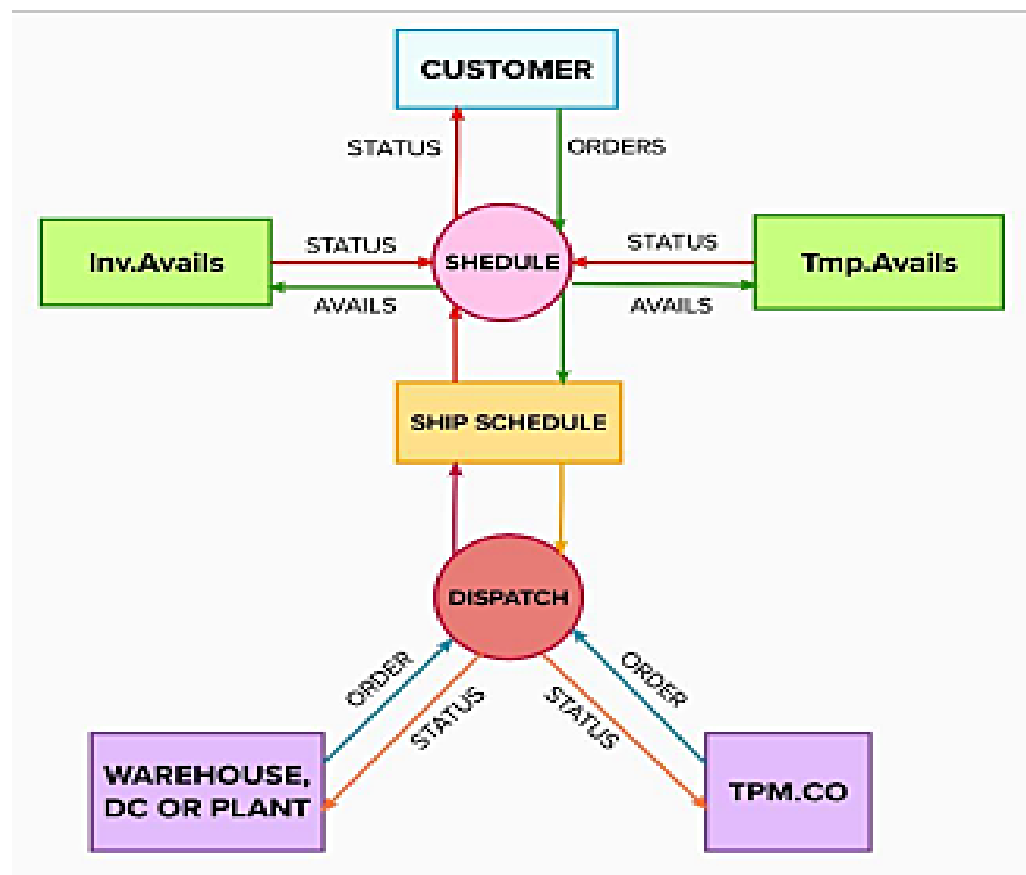 CUSTOMER
STATUS
ORDERS
Inv.Avails
STATUS
SHEDULE
STATUS
Tmp.Avails
AVAILS
AVAILS
SHIP SCHEDULE
DISPATCH
ORDER
STATUS
STATUS
ORDER
WAREHOUSE,
DC OR PLANT
TPM.CO